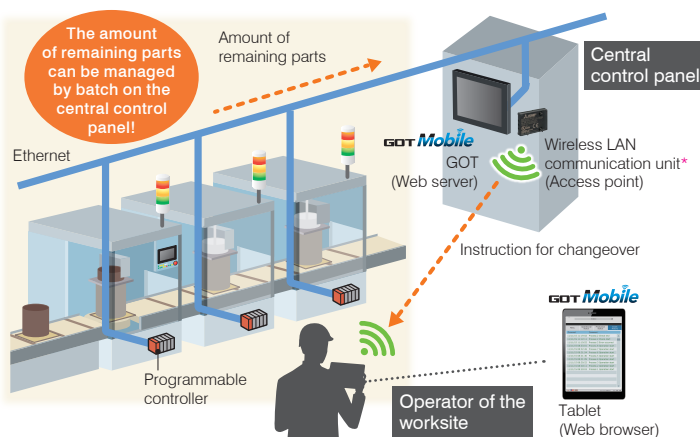 The amount
of remaining parts
can be managed
by batch on the
central control
panel!
Amount of
remaining parts
Ethernet
Central
control panel
GOT Mobile
GOT
(Web server)
Wireless LAN
communication unit*
(Access point)
Instruction for changeover
GOT Mobile
Programmable
controller
Operator of the
worksite
Tablet
(Web browser)